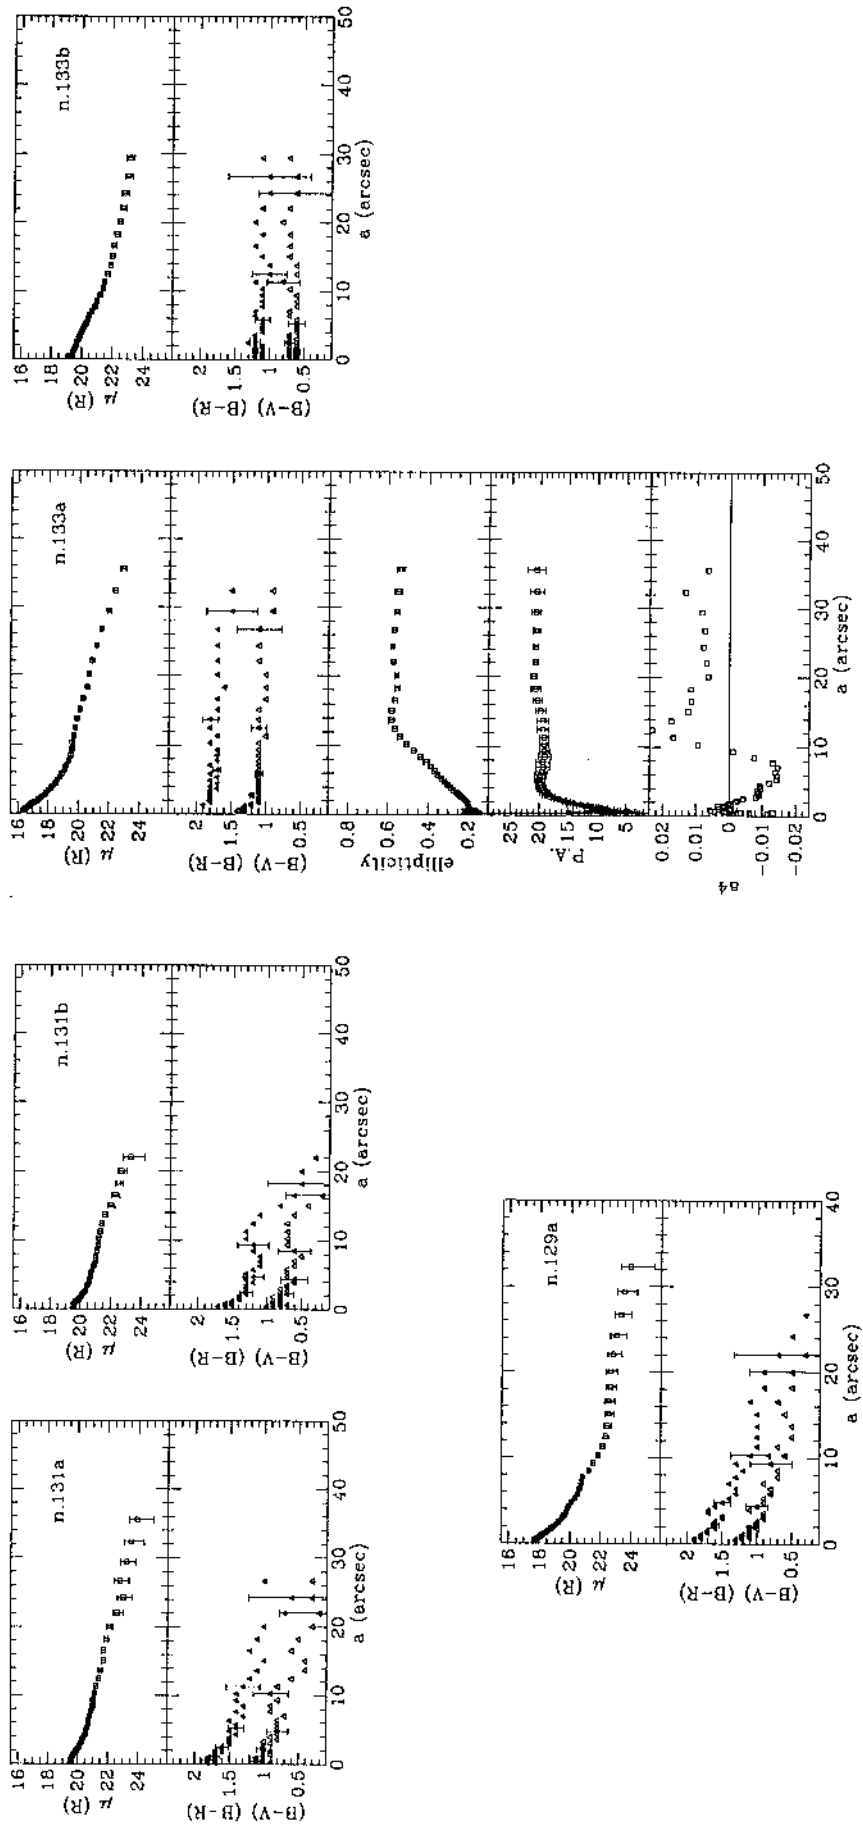 n.131a
16
18
20
22
24
μ (R)
2
1.5
1
0.5
(B-V) (B-R)
0 10 20 30 40 50
a (arcsec)
n.131b
16
18
20
22
24
μ (R)
2
1.5
1
0.5
(B-V) (B-R)
0 10 20 30 40 50
a (arcsec)
n.133a
16
18
20
22
24
μ (R)
2
1.5
1
0.5
(B-V) (B-R)
0.8
0.6
0.4
0.2
ellipticity
25
20
15
10
5
P.A.
0.02
0.01
0
-0.01
-0.02
a4
0 10 20 30 40 50
a (arcsec)
n.133b
16
18
20
22
24
μ (R)
2
1.5
1
0.5
(B-V) (B-R)
0 10 20 30 40 50
a (arcsec)
n.129a
16
18
20
22
24
μ (R)
2
1.5
1
0.5
(B-V) (B-R)
0 10 20 30 40
a (arcsec)